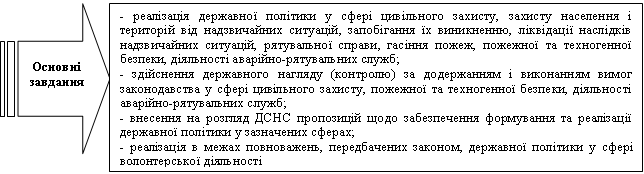 Основні
завдання
- реалізація державної політики у сфері цивільного захисту, захисту населення і
територій від надзвичайних ситуацій, запобігання їх виникненню, ліквідації наслідків
надзвичайних ситуацій, рятувальної справи, гасіння пожеж, пожежної та техногенної
безпеки, діяльності аварійно-рятувальних служб;
- здійснення державного нагляду (контролю) за додержанням і виконанням вимог
законодавства у сфері цивільного захисту, пожежної та техногенної безпеки, діяльності
аварійно-рятувальних служб;
- внесення на розгляд ДСНС пропозицій щодо забезпечення формування та реалізації
державної політики у зазначених сферах;
- реалізація в межах повноважень, передбачених законом, державної політики у сфері
волонтерської діяльності